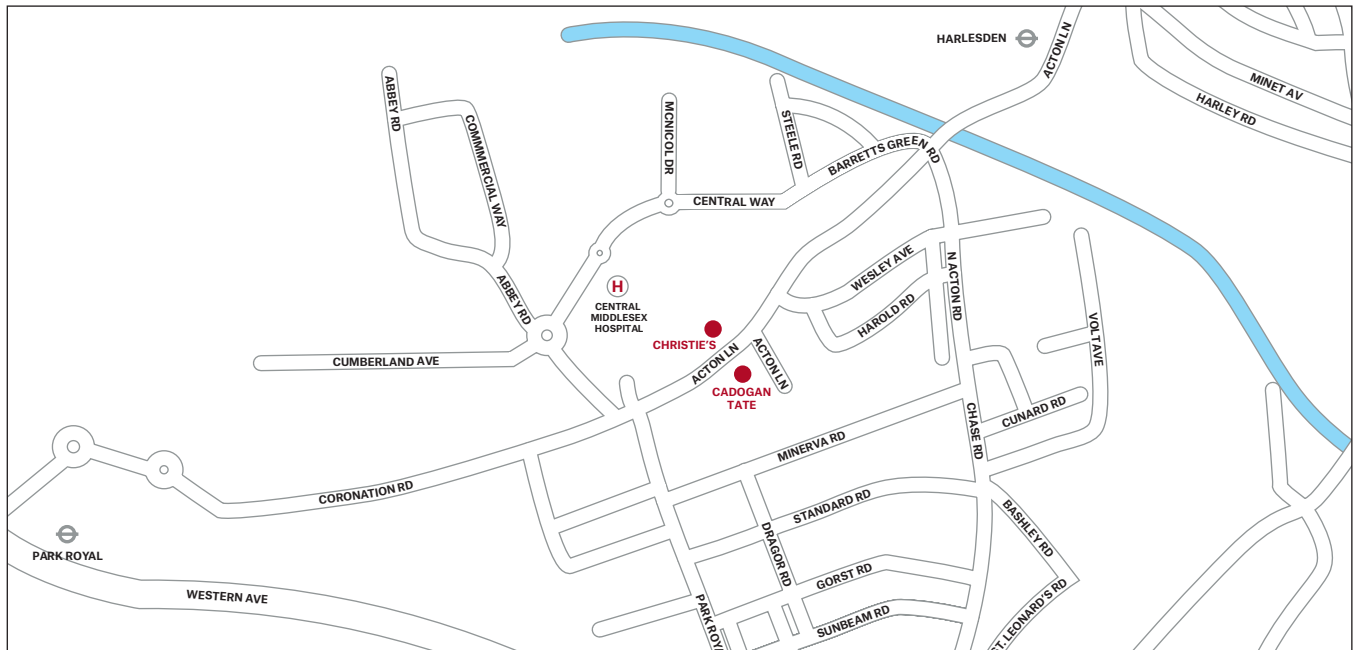 HARLESDEN
ACTON LN
MINET AV
HARLEY RD
ABBEY RD
COMMMERCIAL WAY
MCNICOL DR
STEELE RD
BARRETTS GREEN RD
CENTRAL WAY
ABBEY RD
H
CENTRAL
MIDDLESEX
HOSPITAL
WESLEY AVE
HAROLD RD
N ACTON RD
VOLT AVE
CHRISTIE'S
ACTON LN
ACTON LN
CUMBERLAND AVE
CADOGAN
TATE
CUNARD RD
CHASE RD
MINERVA RD
CORONATION RD
STANDARD RD
BASHLEY RD
DRAGOR RD
PARK ROYAL
GORST RD
WESTERN AVE
PARK ROYA
SUNBEAM RD
ST. LEONARD'S RD